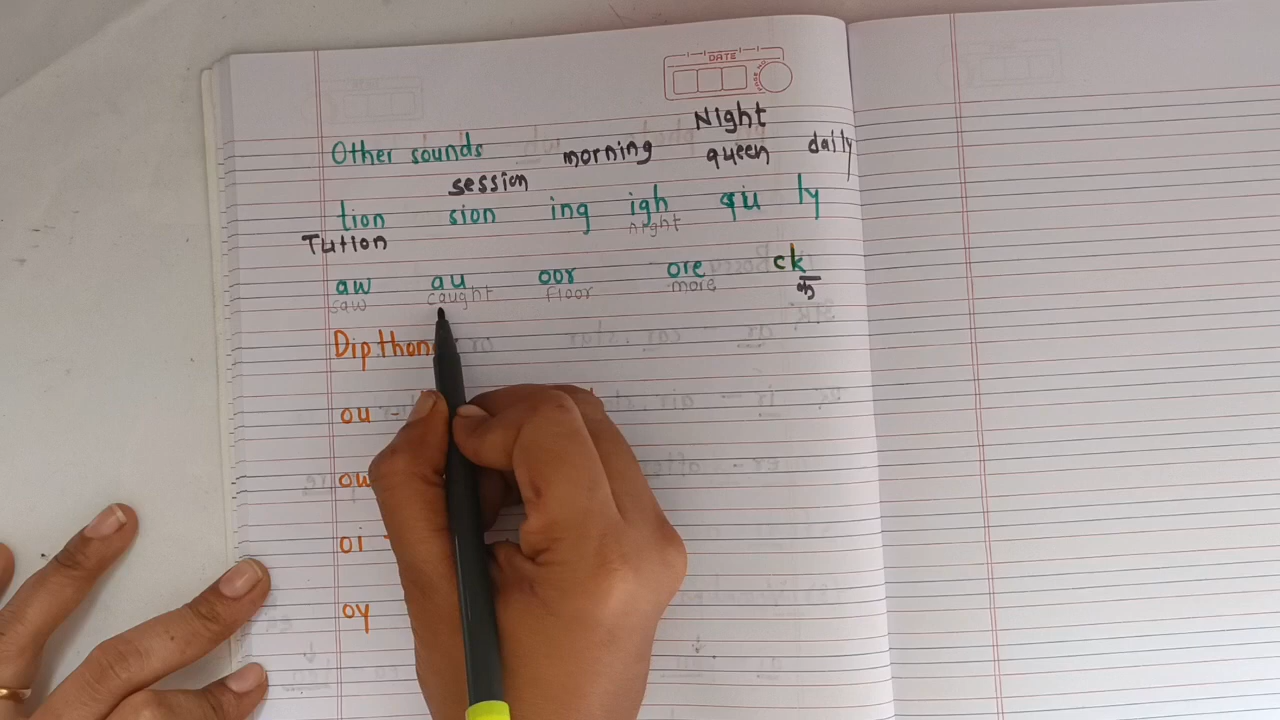 DATE
Night
Other sounds morning queen daily
session
tion sion ing igh qu ly
Tution night
aw au oor ore ck
saw caught floor more क
Dipthon
ou -
ow
oi -
oy